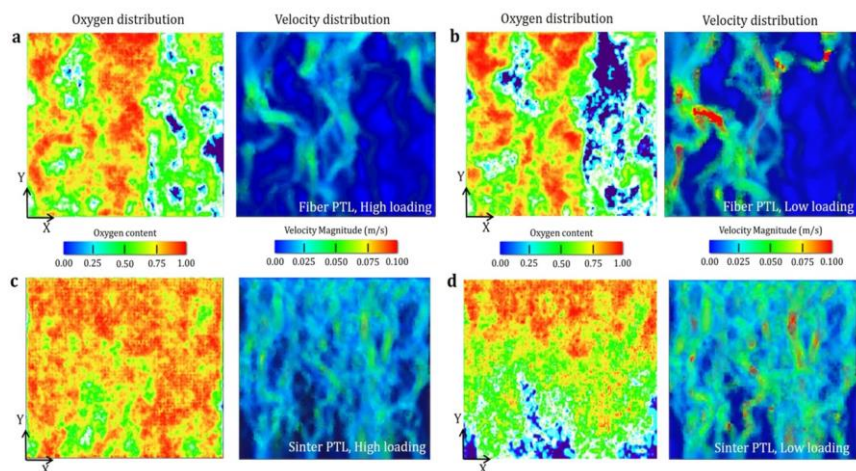 Oxygen distribution Velocity distribution Oxygen distribution Velocity distribution
a b
Y Y
Fiber PTL, High loading Fiber PTL, Low loading
X X
Oxygen content Velocity Magnitude (m/s) Oxygen content Velocity Magnitude (m/s)
0.00 0.25 0.50 0.75 1.00 0.00 0.025 0.050 0.075 0.100 0.00 0.25 0.50 0.75 1.00 0.00 0.025 0.050 0.075 0.100
c d
Y Y
Sinter PTL, High loading Sinter PTL, Low loading
X X